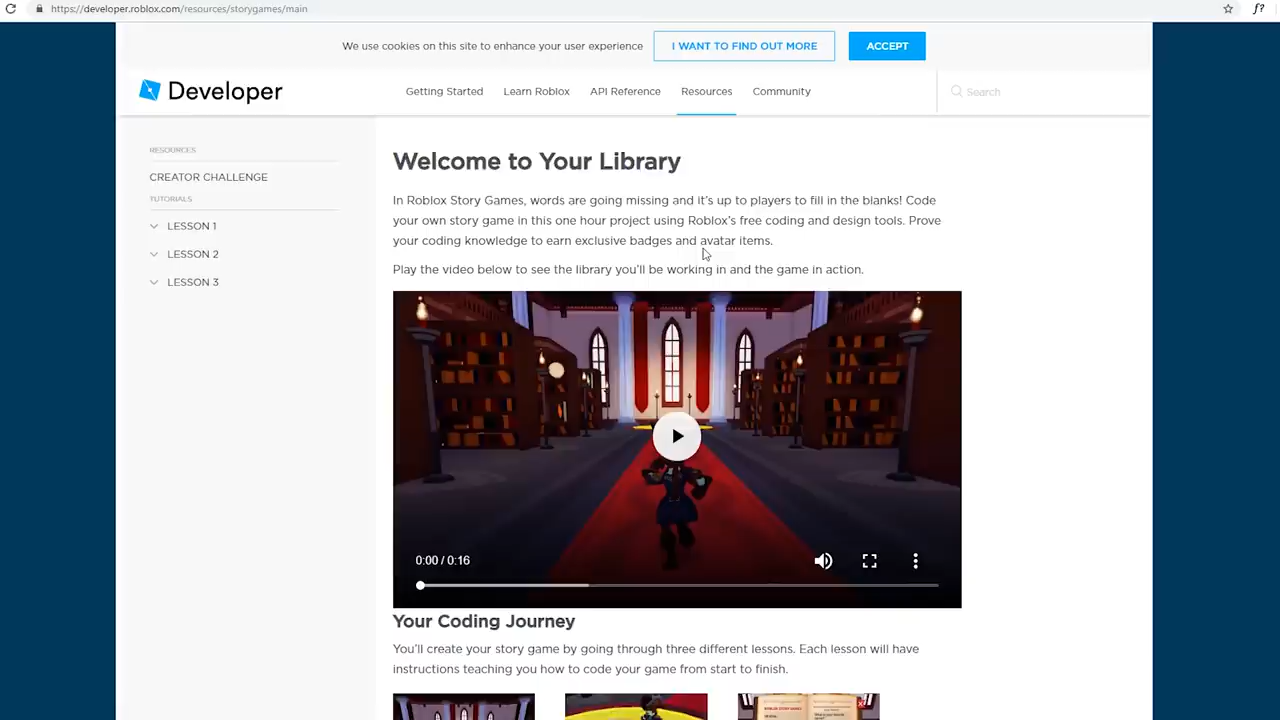 https://developer.roblox.com/resources/storygames/main
f?
We use cookies on this site to enhance your user experience
I WANT TO FIND OUT MORE
ACCEPT
Developer
Getting Started
Learn Roblox
API Reference
Resources
Community
Search
RESOURCES
CREATOR CHALLENGE
TUTORIALS
LESSON 1
LESSON 2
LESSON 3
Welcome to Your Library
In Roblox Story Games, words are going missing and it's up to players to fill in the blanks! Code
your own story game in this one hour project using Roblox's free coding and design tools. Prove
your coding knowledge to earn exclusive badges and avatar items.
Play the video below to see the library you'll be working in and the game in action.
0:00 / 0:16
Your Coding Journey
You'll create your story game by going through three different lessons. Each lesson will have
instructions teaching you how to code your game from start to finish.